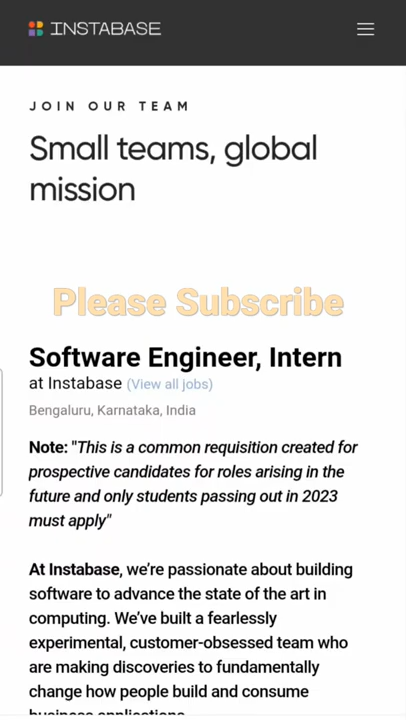 INSTABASE
JOIN OUR TEAM
Small teams, global
mission
Please Subscribe
Software Engineer, Intern
at Instabase (View all jobs)
Bengaluru, Karnataka, India
Note: "This is a common requisition created for
prospective candidates for roles arising in the
future and only students passing out in 2023
must apply"
At Instabase, we're passionate about building
software to advance the state of the art in
computing. We've built a fearlessly
experimental, customer-obsessed team who
are making discoveries to fundamentally
change how people build and consume
business applications.